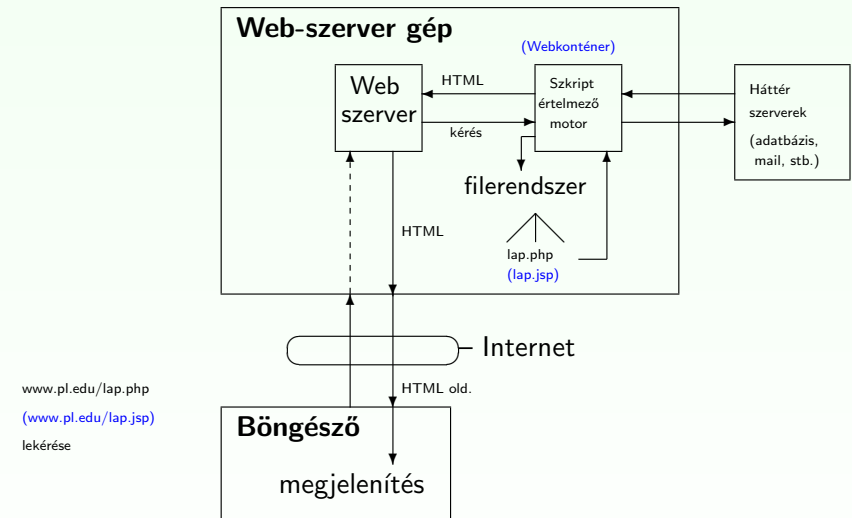 Web-szerver gép
(Webkonténer)
Web
szerver
HTML
kérés
Szkript
értelmező
motor
Háttér
szerverek
(adatbázis,
mail, stb.)
filerendszer
HTML
lap.php
(lap.jsp)
Internet
www.pl.edu/lap.php
(www.pl.edu/lap.jsp)
lekérése
HTML old.
Böngésző
megjelenítés